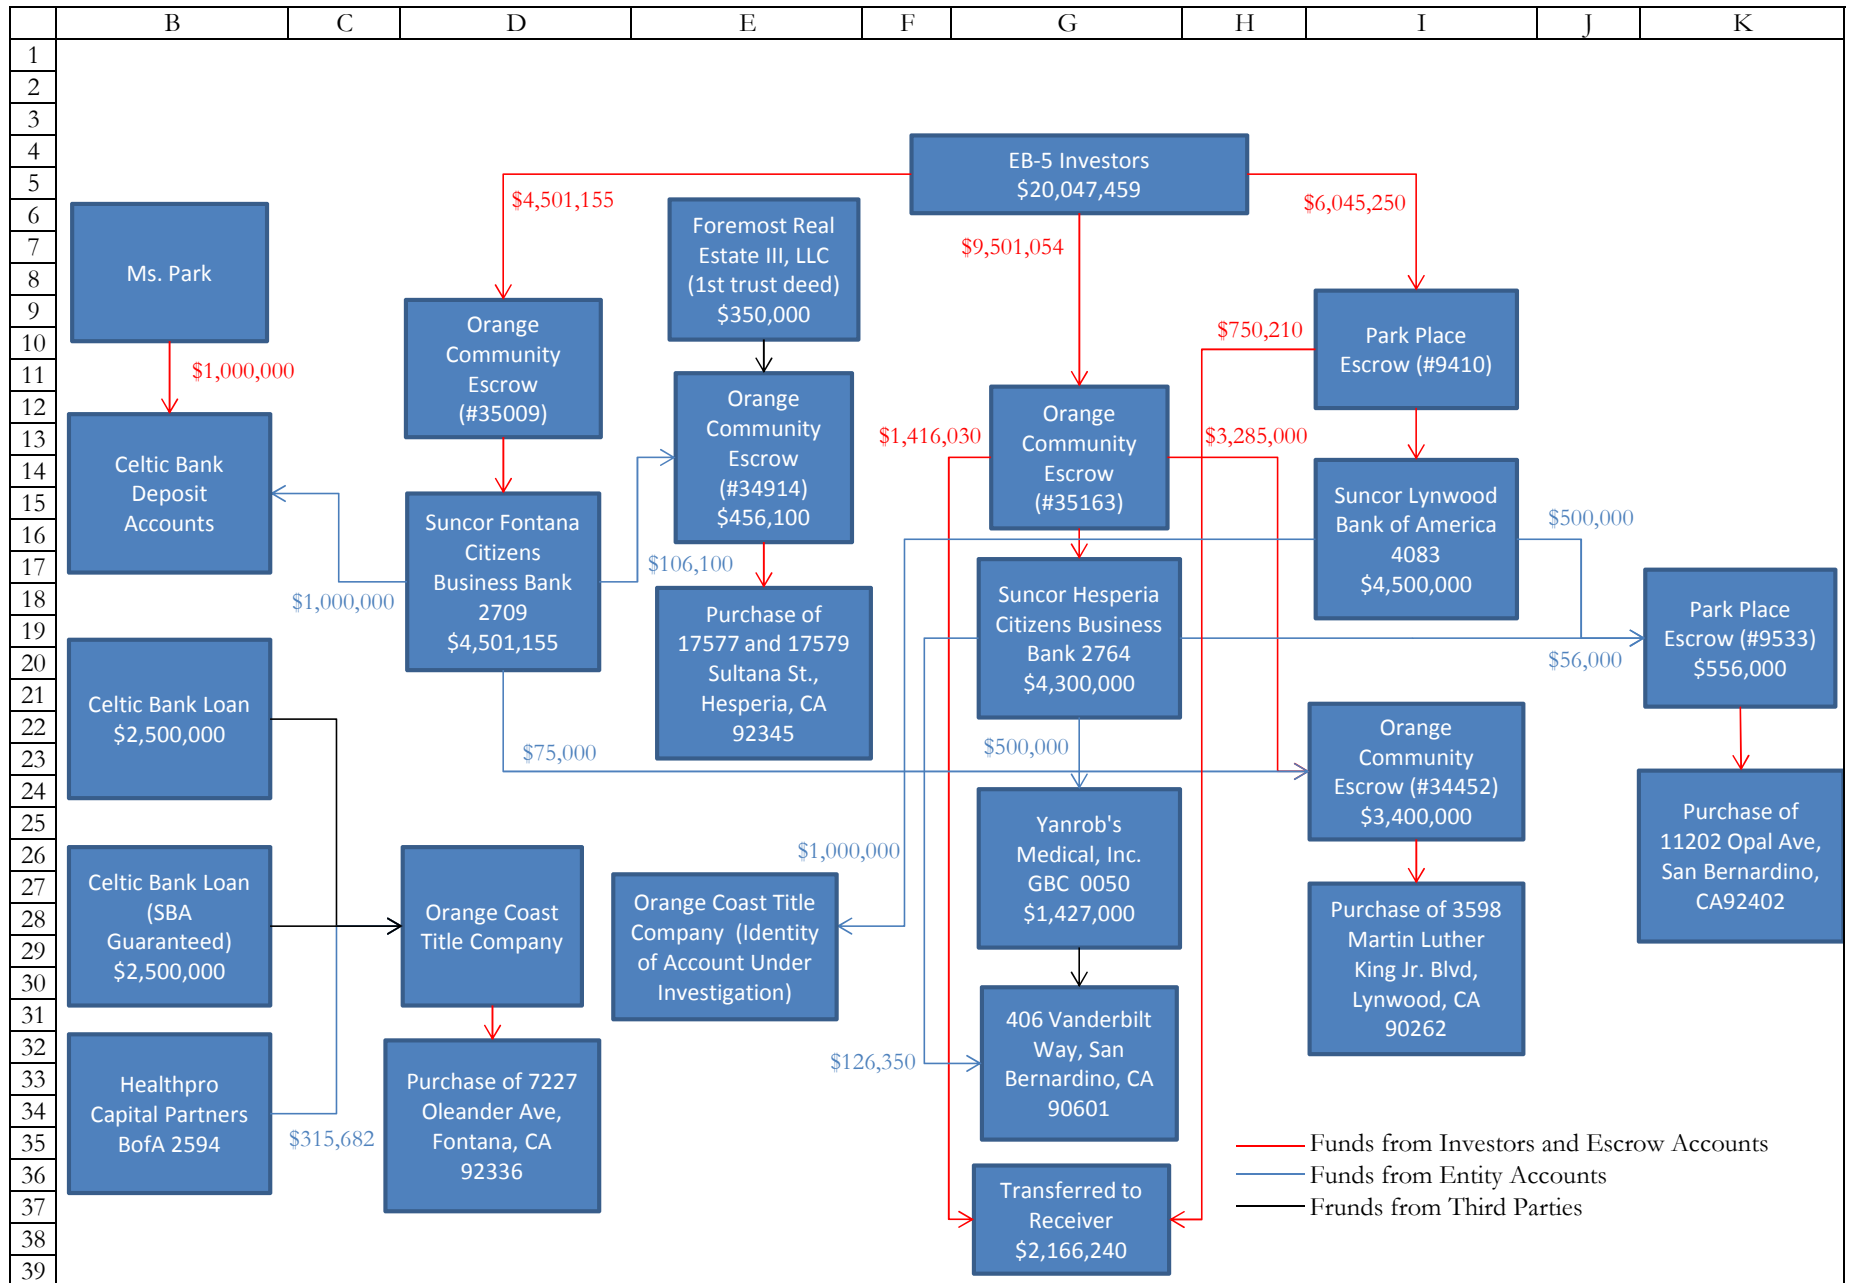 B C D E F G H I J K
1
2
3
4
5
6
7
8
9
10
11
12
13
14
15
16
17
18
19
20
21
22
23
24
25
26
27
28
29
30
31
32
33
34
35
36
37
38
39
EB-5 Investors
$20,047,459
$4,501,155
$9,501,054
$6,045,250
Ms. Park
$1,000,000
Celtic Bank
Deposit
Accounts
Orange
Community
Escrow
(#35009)
Suncor Fontana
Citizens
Business Bank
2709
$4,501,155
$1,000,000
$106,100
$75,000
Foremost Real
Estate III, LLC
(1st trust deed)
$350,000
Orange
Community
Escrow
(#34914)
$456,100
Purchase of
17577 and 17579
Sultana St.,
Hesperia, CA
92345
Orange
Community
Escrow
(#35163)
$1,416,030
$3,285,000
$750,210
Park Place
Escrow (#9410)
Suncor Lynwood
Bank of America
4083
$4,500,000
$500,000
$56,000
Suncor Hesperia
Citizens Business
Bank 2764
$4,300,000
$500,000
Park Place
Escrow (#9533)
$556,000
Purchase of
11202 Opal Ave,
San Bernardino,
CA92402
Orange
Community
Escrow (#34452)
$3,400,000
Purchase of 3598
Martin Luther
King Jr. Blvd,
Lynwood, CA
90262
Yanrob's
Medical, Inc.
GBC 0050
$1,427,000
406 Vanderbilt
Way, San
Bernardino, CA
90601
$126,350
$1,000,000
Orange Coast Title
Company (Identity
of Account Under
Investigation)
Celtic Bank Loan
$2,500,000
Celtic Bank Loan
(SBA
Guaranteed)
$2,500,000
Healthpro
Capital Partners
BofA 2594
$315,682
Orange Coast
Title Company
Purchase of 7227
Oleander Ave,
Fontana, CA
92336
Transferred to
Receiver
$2,166,240
Funds from Investors and Escrow Accounts
Funds from Entity Accounts
Frunds from Third Parties